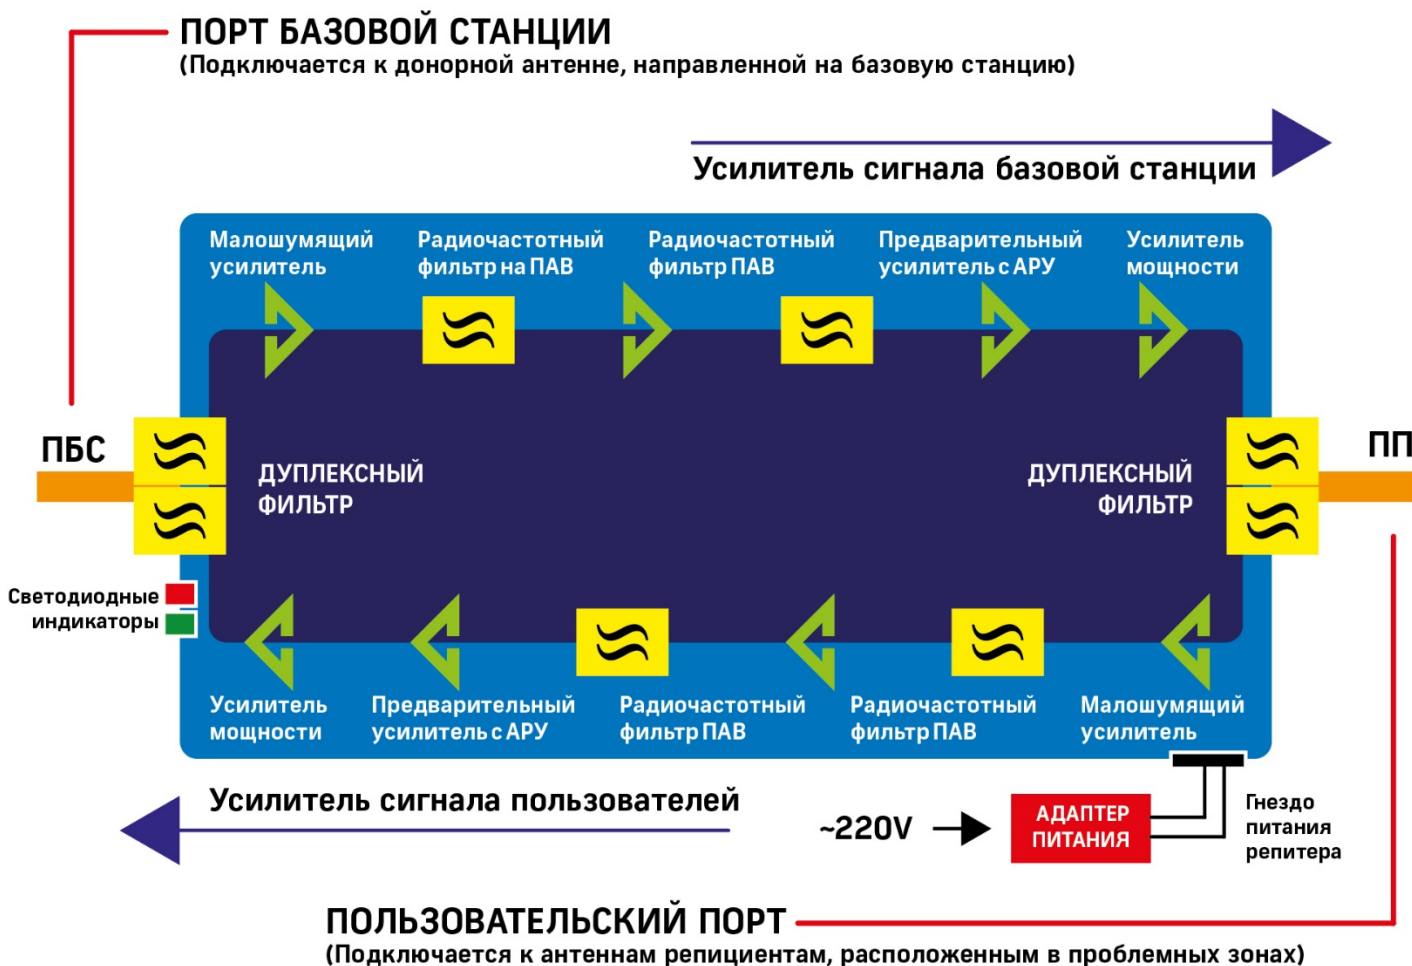 ПОРТ БАЗОВОЙ СТАНЦИИ
(Подключается к донорной антенне, направленной на базовую станцию)
Усилитель сигнала базовой станции
Малошумящий
усилитель
Радиочастотный
фильтр на ПАВ
Радиочастотный
фильтр ПАВ
Предварительный
усилитель с АРУ
Усилитель
мощности
ПБС
ДУПЛЕКСНЫЙ
ФИЛЬТР
ДУПЛЕКСНЫЙ
ФИЛЬТР
ПП
Светодиодные
индикаторы
Усилитель
мощности
Предварительный
усилитель с АРУ
Радиочастотный
фильтр ПАВ
Радиочастотный
фильтр ПАВ
Малошумящий
усилитель
Усилитель сигнала пользователей
~220V
АДАПТЕР
ПИТАНИЯ
Гнездо
питания
репитера
ПОЛЬЗОВАТЕЛЬСКИЙ ПОРТ
(Подключается к антеннам репициентам, расположенным в проблемных зонах)